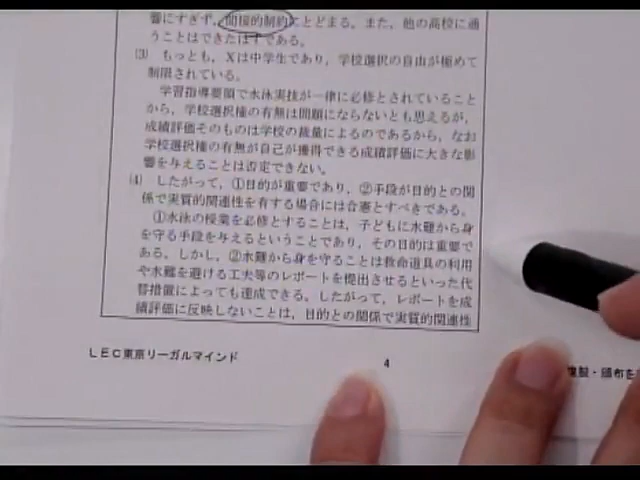 響にすぎず，間接的制約にとどまる。また，他の高校に通
うことはできたはずである。
(3) もっとも，Xは中学生であり，学校選択の自由が極めて
制限されている。
学習指導要領で水泳実技が一律に必修とされていること
から，学校選択権の有無は問題にならないとも思えるが，
成績評価そのものは学校の裁量によるのであるから，なお
学校選択権の有無が自己が獲得できる成績評価に大きな影
響を与えることは否定できない。
(4) したがって，①目的が重要であり，②手段が目的との関
係で実質的関連性を有する場合には合憲とすべきである。
①水泳の授業を必修とすることは，子どもに水難から身
を守る手段を与えるということであり，その目的は重要で
ある。しかし，②水難から身を守ることは救命道具の利用
や水難を避ける工夫等のレポートを提出させるといった代
替措置によっても達成できる。したがって，レポートを成
績評価に反映しないことは，目的との関係で実質的関連性
LEC東京リーガルマインド
4
複製・頒布を